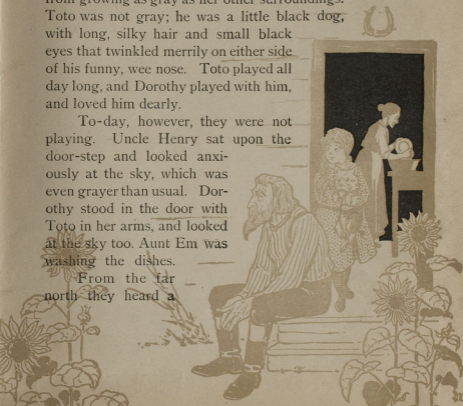 from growing as gray as her other surroundings.
Toto was not gray; he was a little black dog,
with long, silky hair and small black
eyes that twinkled merrily on either side
of his funny, wee nose. Toto played all
day long, and Dorothy played with him,
and loved him dearly.
To-day, however, they were not
playing. Uncle Henry sat upon the
door-step and looked anxi-
ously at the sky, which was
even grayer than usual. Dor-
othy stood in the door with
Toto in her arms, and looked
at the sky too. Aunt Em was
washing the dishes.
From the far
north they heard a